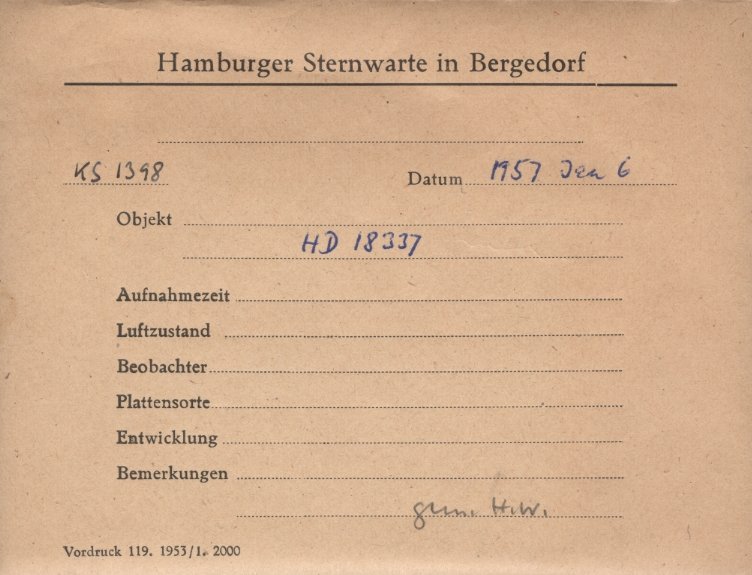 Hamburger Sternwarte in Bergedorf
KS 1398 Datum 1957 Jan 6
Objekt
HD 18337
Aufnahmezeit
Luftzustand
Beobachter
Plattensorte
Entwicklung
Bemerkungen
H.W.
Vordruck 119. 1953/1. 2000